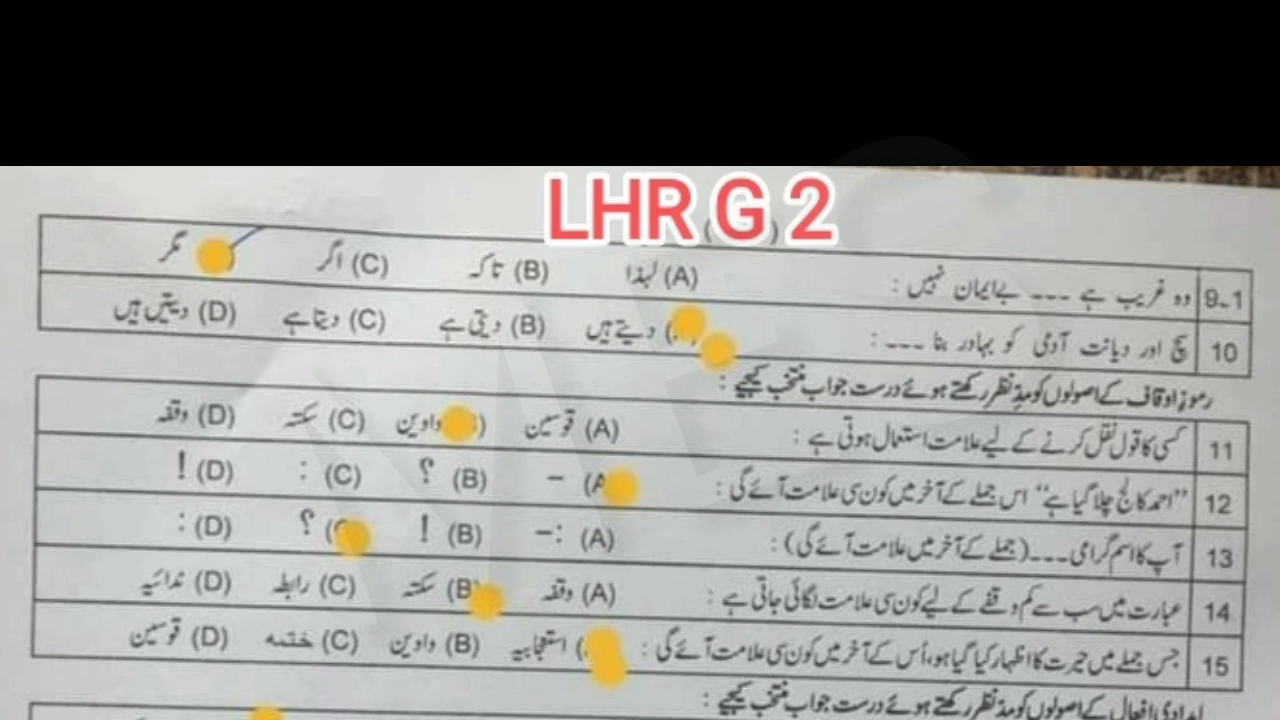 LHR G 2
9-1 وہ غریب ہے --- بے ایمان نہیں : (A) لہٰذا (B) تاکہ (C) اگر مگر
10 سچ اور دیانت آدمی کو بہادر بنا --- : دیتے ہیں (B) دیتی ہے (C) دیتا ہے (D) دیتیں ہیں
رموزِ اوقاف کے اصولوں کو مدِّ نظر رکھتے ہوئے درست جواب منتخب کیجیے :
11 کسی کا قول نقل کرنے کے لیے علامت استعمال ہوتی ہے : (A) قوسین واوین (C) سکتہ (D) وقفہ
12 "احمد کالج چلا گیا ہے" اس جملے کے آخر میں کون سی علامت آئے گی : (A – (B) ؟ (C) : (D) !
13 آپ کا اسم گرامی --- (جملے کے آخر میں علامت آئے گی) : (A) :– (B) ! ؟ (D) :
14 عبارت میں سب سے کم وقفے کے لیے کون سی علامت لگائی جاتی ہے : (A) وقفہ (B سکتہ (C) رابطہ (D) ندائیہ
15 جس جملے میں حیرت کا اظہار کیا گیا ہو، اُس کے آخر میں کون سی علامت آئے گی : استعجابیہ (B) واوین (C) ختمہ (D) قوسین
امدادی افعال کے اصولوں کو مدِ نظر رکھتے ہوئے درست جواب منتخب کیجیے :